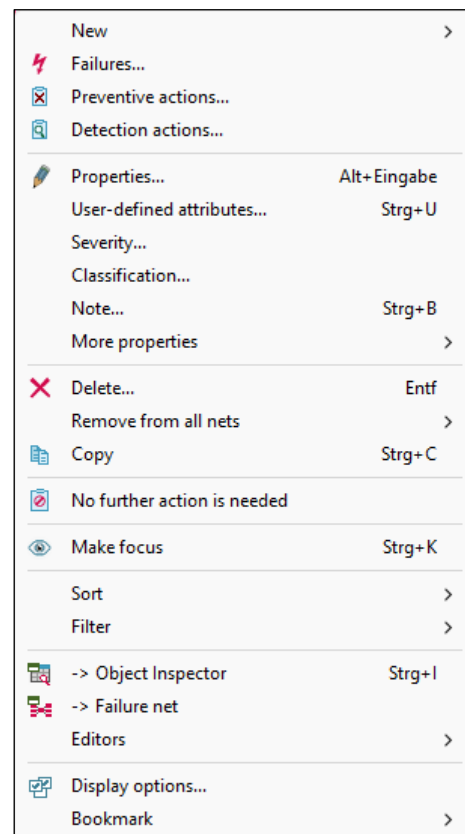 New
Failures...
Preventive actions...
Detection actions...
Properties... Alt+Eingabe
User-defined attributes... Strg+U
Severity...
Classification...
Note... Strg+B
More properties
Delete... Entf
Remove from all nets
Copy Strg+C
No further action is needed
Make focus Strg+K
Sort
Filter
-> Object Inspector Strg+I
-> Failure net
Editors
Display options...
Bookmark